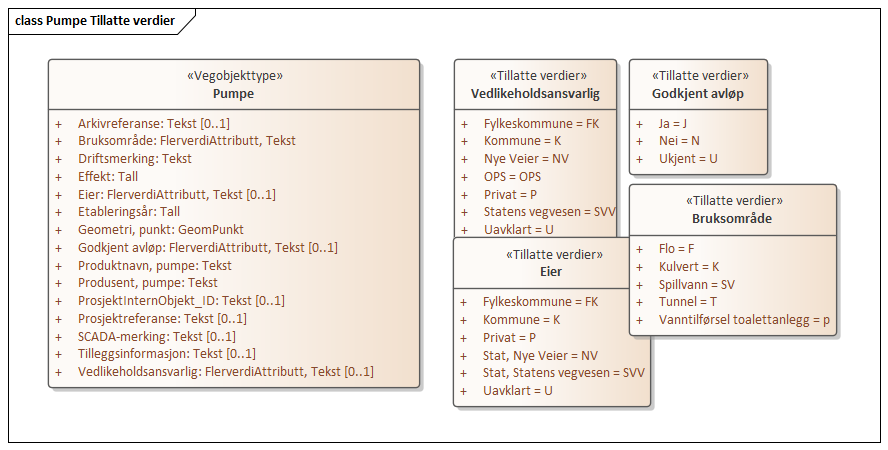 class Pumpe Tillatte verdier
«Vegobjekttype»
Pumpe
+ Arkivreferanse: Tekst [0..1]
+ Bruksområde: FlerverdiAttributt, Tekst
+ Driftsmerking: Tekst
+ Effekt: Tall
+ Eier: FlerverdiAttributt, Tekst [0..1]
+ Etableringsår: Tall
+ Geometri, punkt: GeomPunkt
+ Godkjent avløp: FlerverdiAttributt, Tekst [0..1]
+ Produktnavn, pumpe: Tekst
+ Produsent, pumpe: Tekst
+ ProsjektInternObjekt_ID: Tekst [0..1]
+ Prosjektreferanse: Tekst [0..1]
+ SCADA-merking: Tekst [0..1]
+ Tilleggsinformasjon: Tekst [0..1]
+ Vedlikeholdsansvarlig: FlerverdiAttributt, Tekst [0..1]
«Tillatte verdier»
Vedlikeholdsansvarlig
+ Fylkeskommune = FK
+ Kommune = K
+ Nye Veier = NV
+ OPS = OPS
+ Privat = P
+ Statens vegvesen = SVV
+ Uavklart = U
«Tillatte verdier»
Eier
+ Fylkeskommune = FK
+ Kommune = K
+ Privat = P
+ Stat, Nye Veier = NV
+ Stat, Statens vegvesen = SVV
+ Uavklart = U
«Tillatte verdier»
Godkjent avløp
+ Ja = J
+ Nei = N
+ Ukjent = U
«Tillatte verdier»
Bruksområde
+ Flo = F
+ Kulvert = K
+ Spillvann = SV
+ Tunnel = T
+ Vanntilførsel toalettanlegg = p